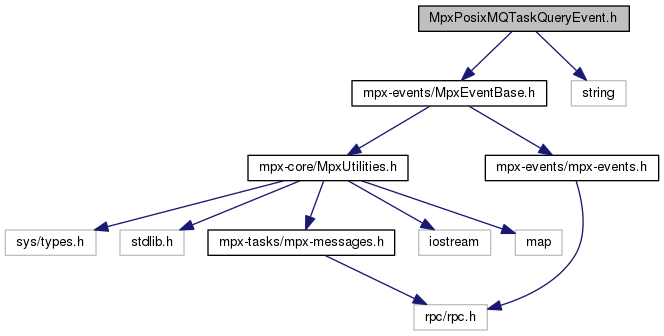 MpxPosixMQTaskQueryEvent.h
mpx-events/MpxEventBase.h
string
mpx-core/MpxUtilities.h
mpx-events/mpx-events.h
sys/types.h
stdlib.h
mpx-tasks/mpx-messages.h
iostream
map
rpc/rpc.h